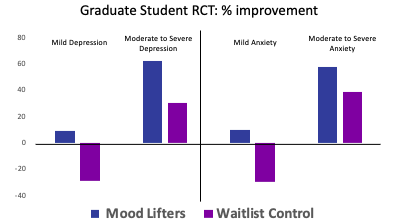 Graduate Student RCT: % improvement
80
60
40
20
0
-20
-40
Mild Depression
Moderate to Severe
Depression
Mild Anxiety
Moderate to Severe
Anxiety
Mood Lifters
Waitlist Control